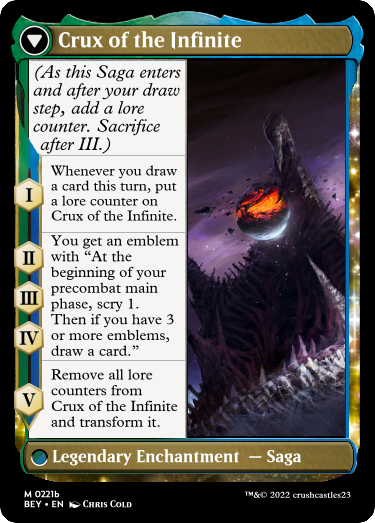 Crux of the Infinite
(As this Saga enters
and after your draw
step, add a lore
counter. Sacrifice
after III.)
I
Whenever you draw
a card this turn, put
a lore counter on
Crux of the Infinite.
II
III
IV
You get an emblem
with “At the
beginning of your
precombat main
phase, scry 1.
Then if you have 3
or more emblems,
draw a card.”
V
Remove all lore
counters from
Crux of the Infinite
and transform it.
Legendary Enchantment — Saga
M 0221b
BEY • EN Chris Cold
™&© 2022 crushcastles23